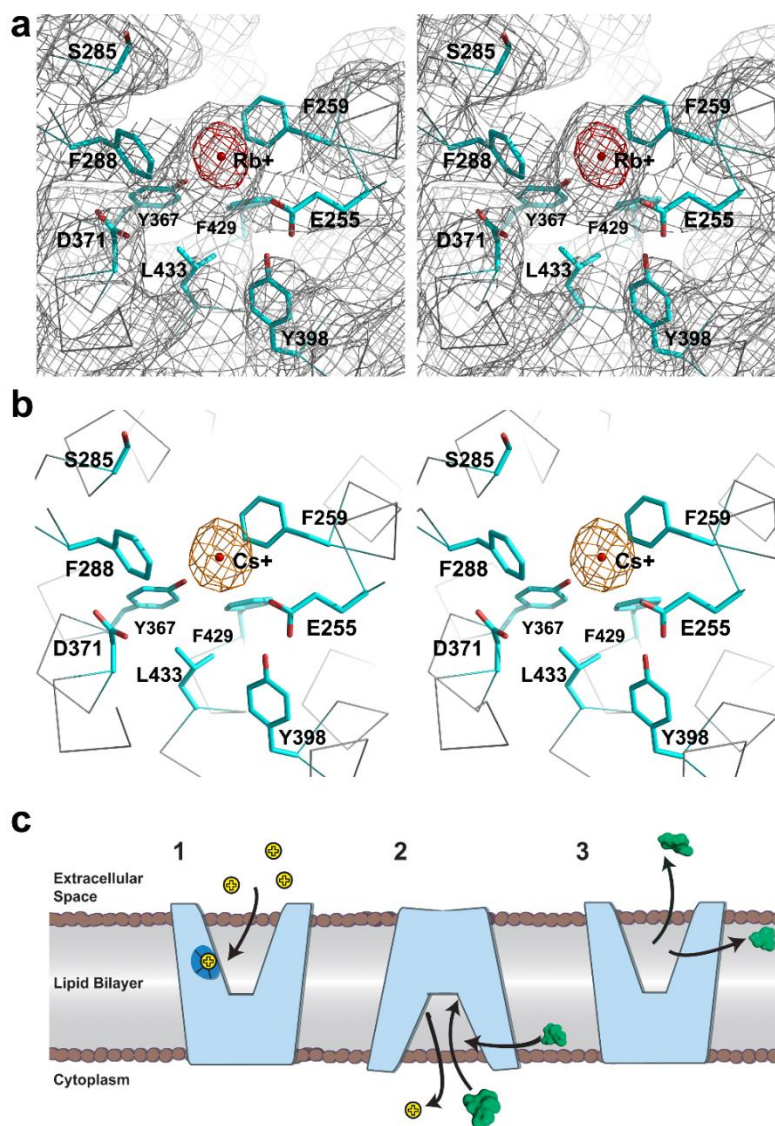 a
S285
F259
F288
Rb+
Y367
F429
E255
D371
L433
Y398
S285
F259
F288
Rb+
Y367
F429
E255
D371
L433
Y398
b
S285
F259
F288
Cs+
Y367
F429
E255
D371
L433
Y398
S285
F259
F288
Cs+
Y367
F429
E255
D371
L433
Y398
c
1
2
3
Extracellular
Space
Lipid Bilayer
Cytoplasm